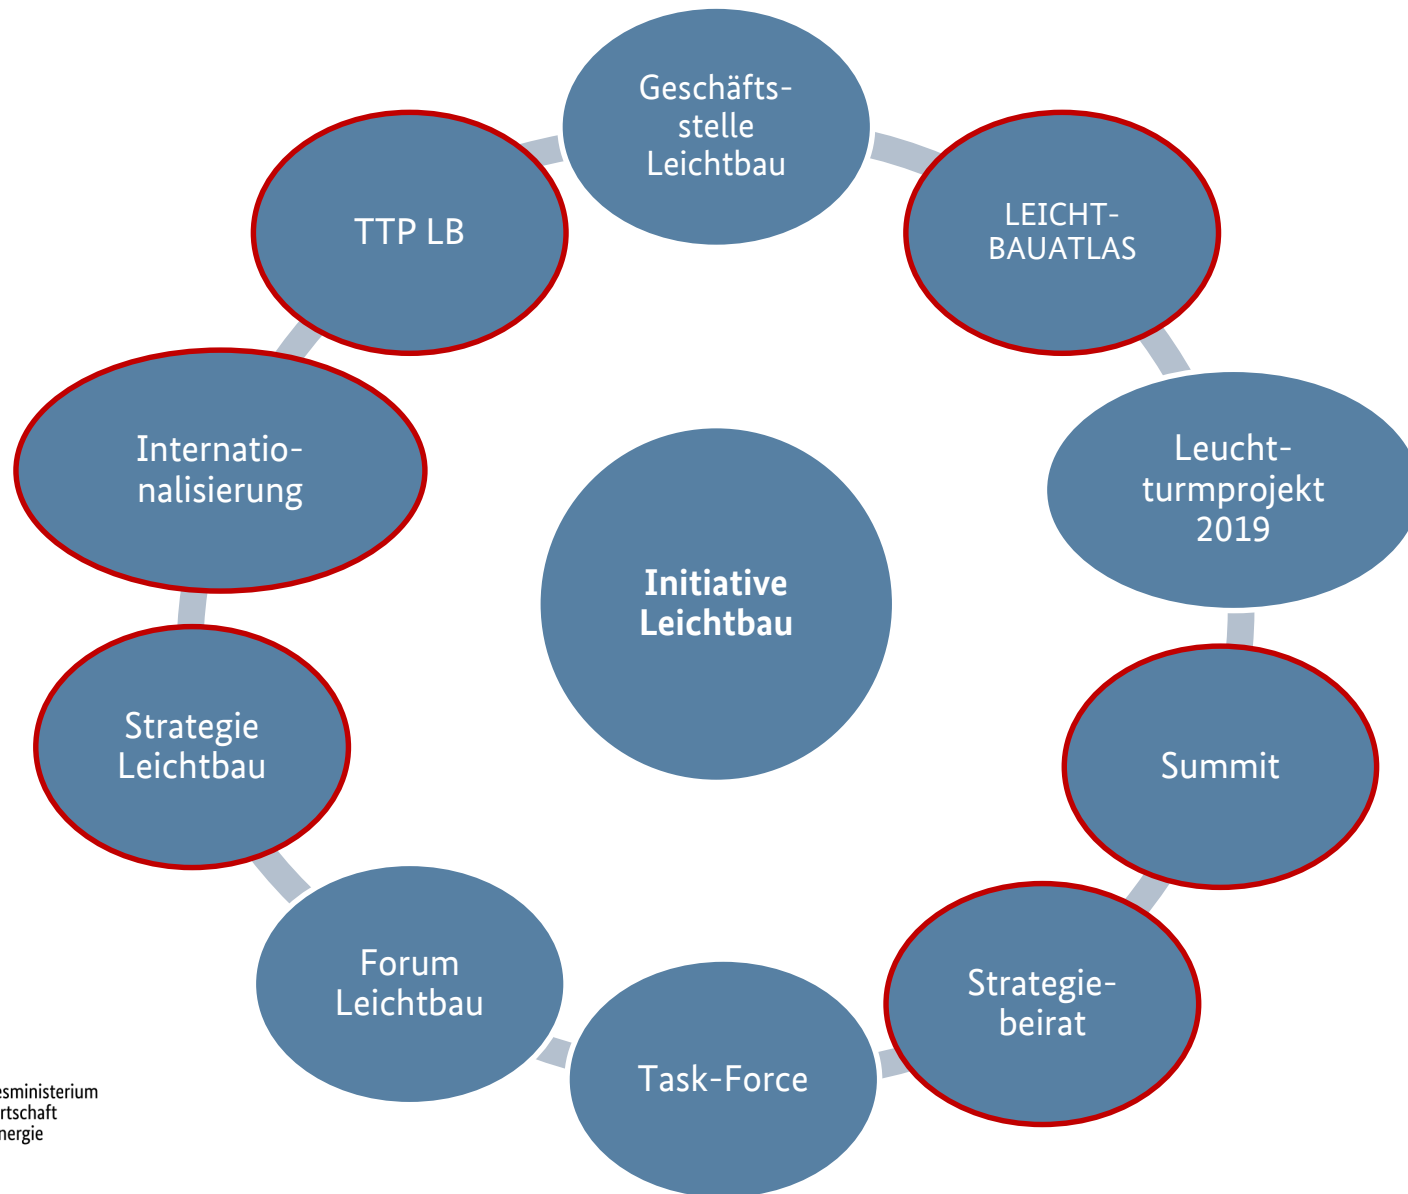 Geschäfts-
stelle
Leichtbau
LEICHT-
BAUATLAS
Leucht-
turmprojekt
2019
Summit
Strategie-
beirat
Task-Force
Forum
Leichtbau
Strategie
Leichtbau
Internatio-
nalisierung
TTP LB
Initiative
Leichtbau
esministerium
rtschaft
nergie